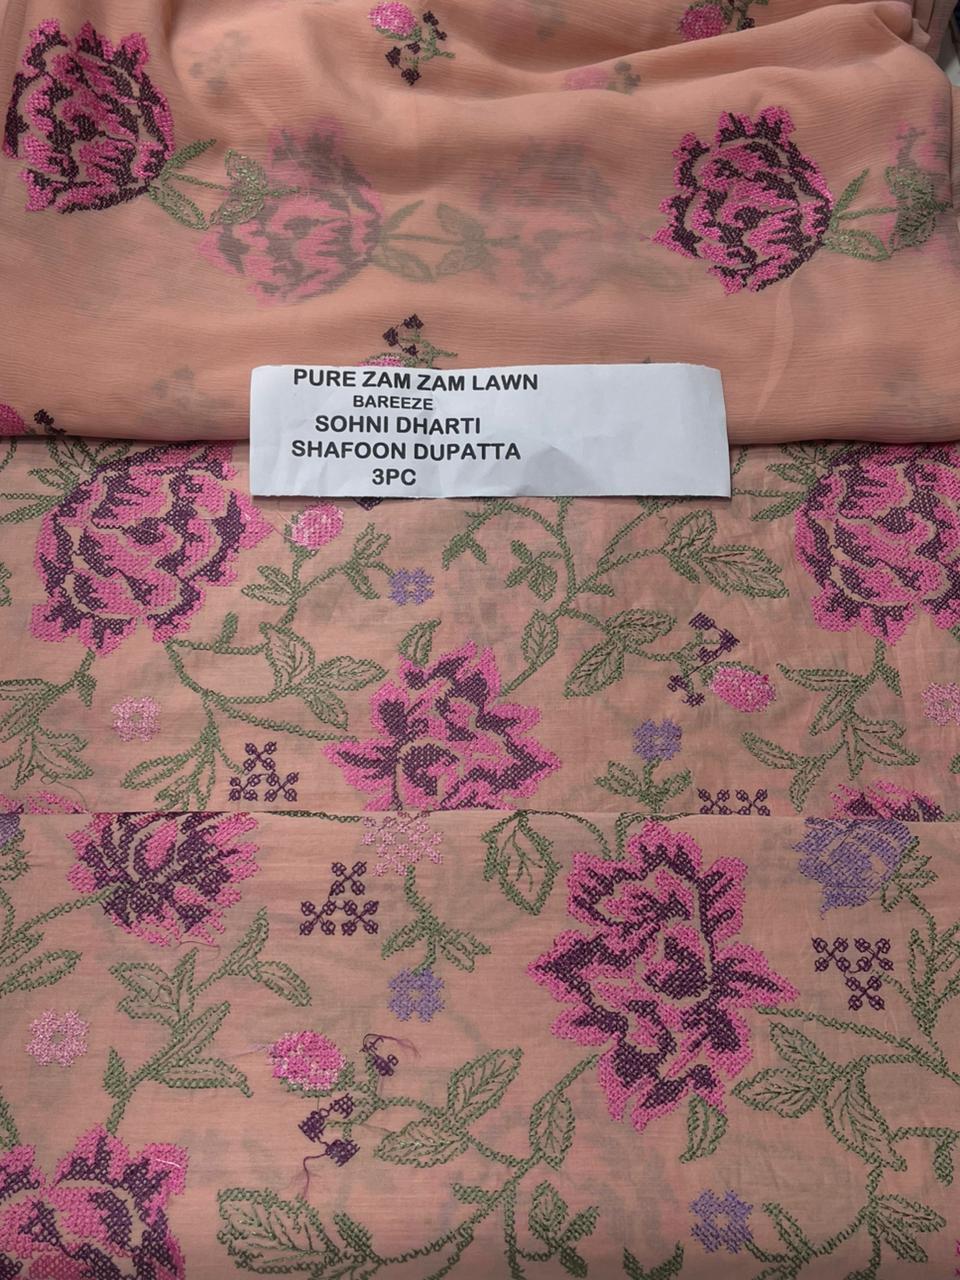 PURE ZAM ZAM LAWN
BAREEZE
SOHNI DHARTI
SHAFOON DUPATTA
3PC